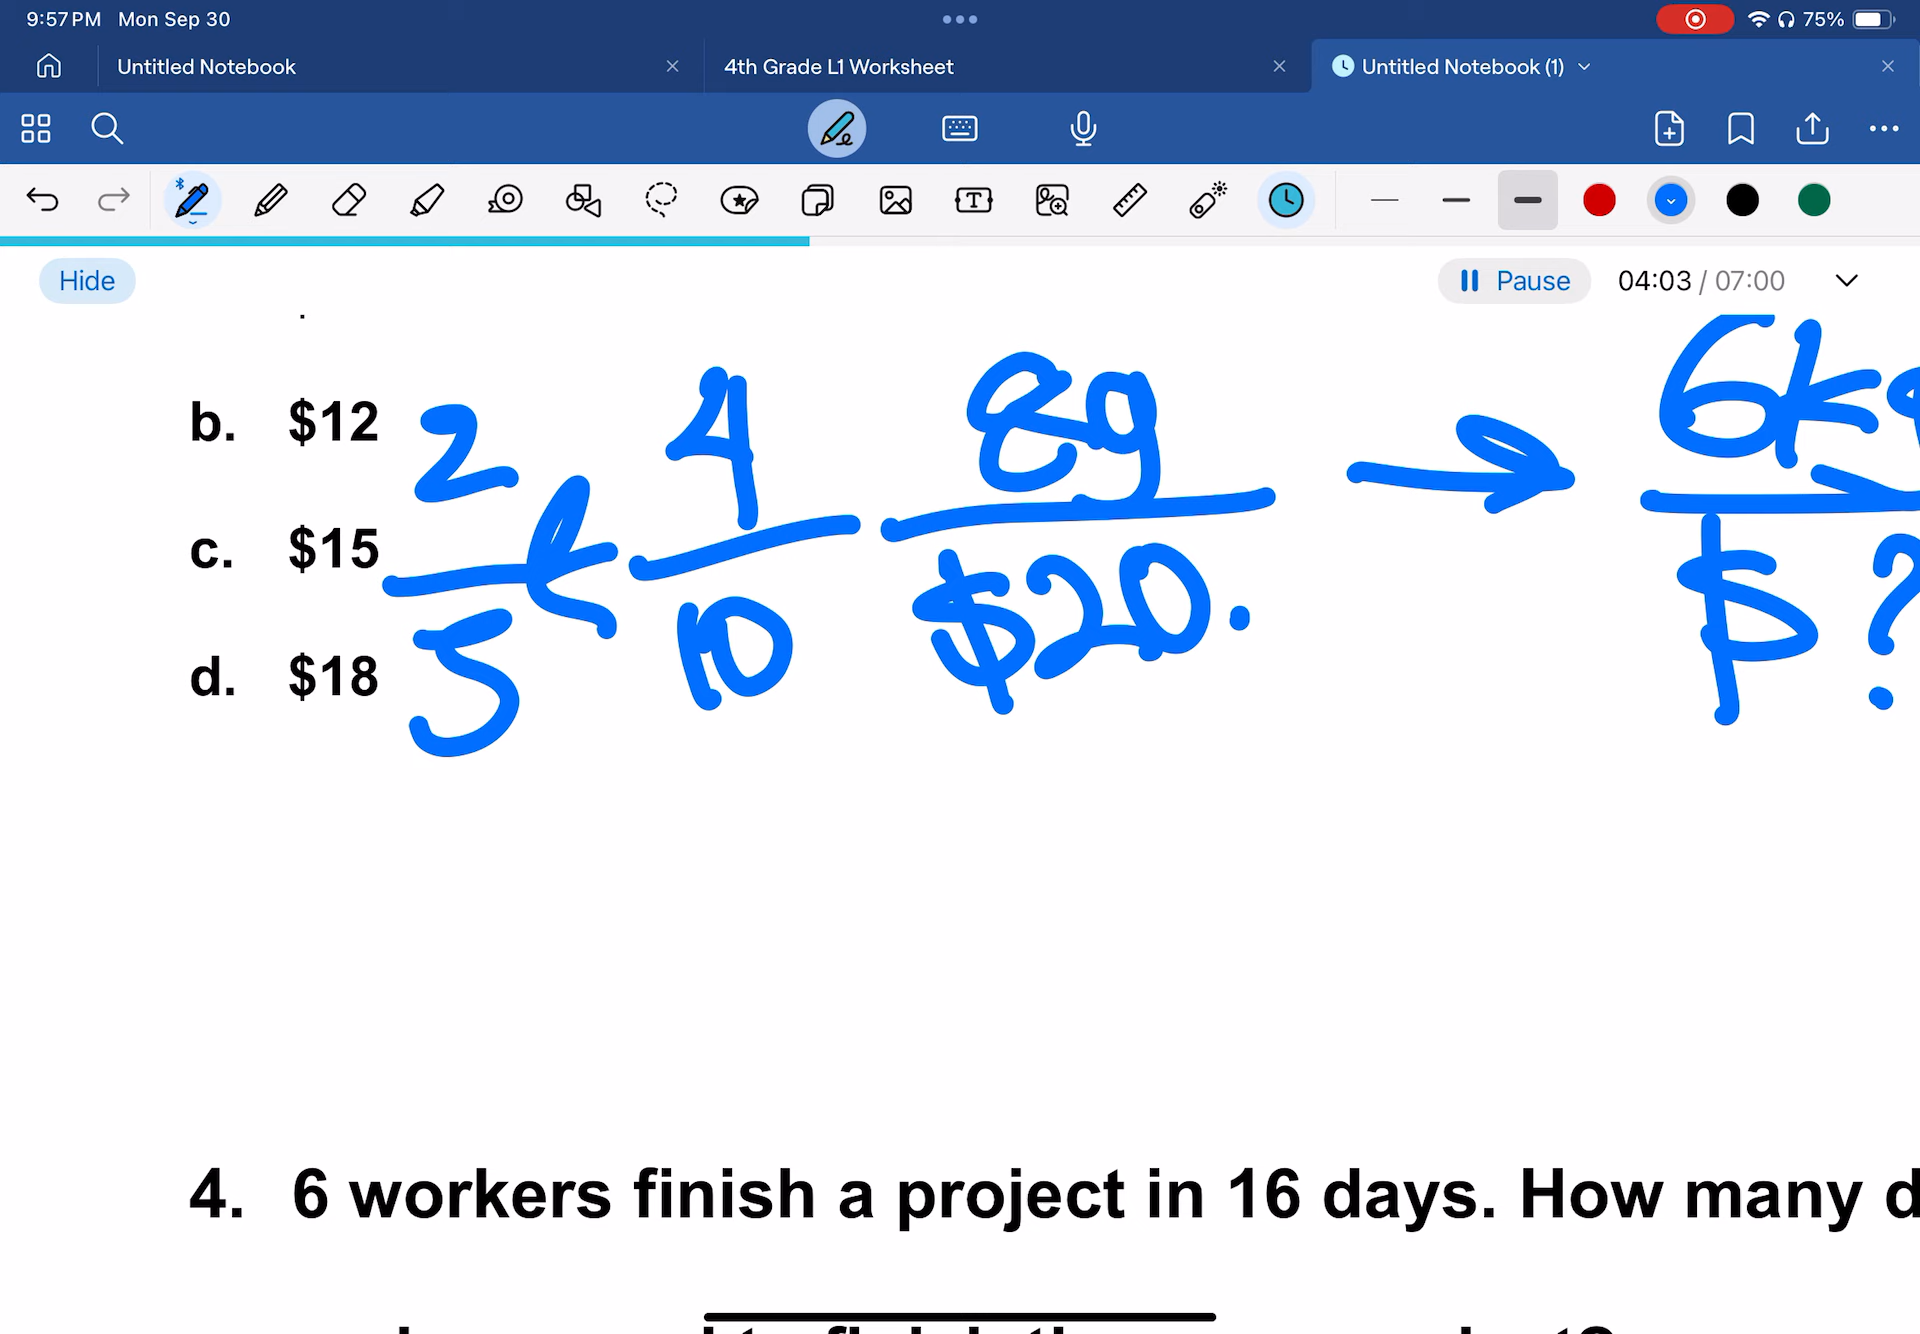 9:57 PM Mon Sep 30
75%
Untitled Notebook
4th Grade L1 Worksheet
Untitled Notebook (1)
Hide
Pause 04:03 / 07:00
b. $12
c. $15
d. $18
2
5
4
10
8g
$20.
6kg
$ ?
4. 6 workers finish a project in 16 days. How many d